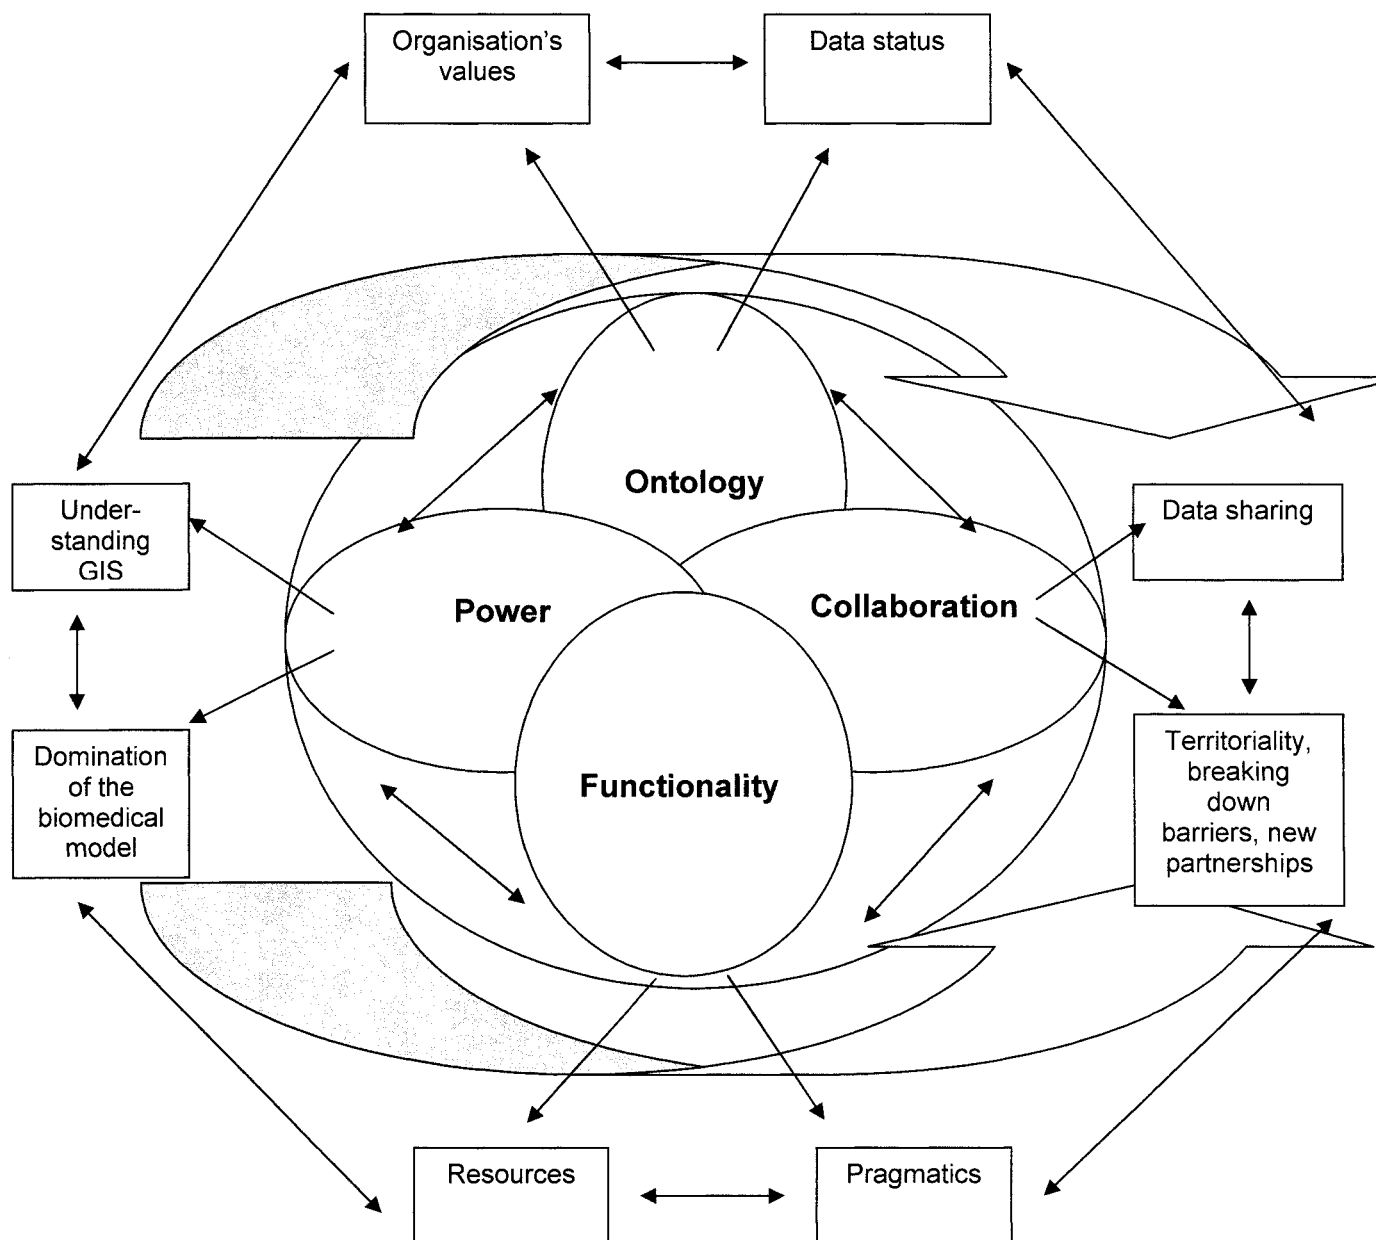 Organisation's
values
Data status
Ontology
Under-
standing
GIS
Data sharing
Power
Collaboration
Domination
of the
biomedical
model
Functionality
Territoriality,
breaking
down
barriers, new
partnerships
Resources
Pragmatics